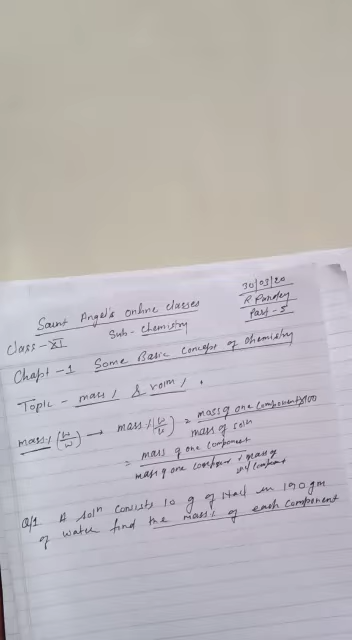 30/03/20
R Pandey
Part - 5
Saint Angel's online classes
Class - XI Sub - Chemistry
Chapt - 1 Some Basic Concept of chemistry
Topic - mass % & volm % .
mass % (W/W) → mass % (W/W) = mass of one component × 100 / mass of soln
= mass of one component / mass of one component + mass of component
Q/1 A soln consists 10 g of NaCl in 190 gm
of water find the mass % of each component